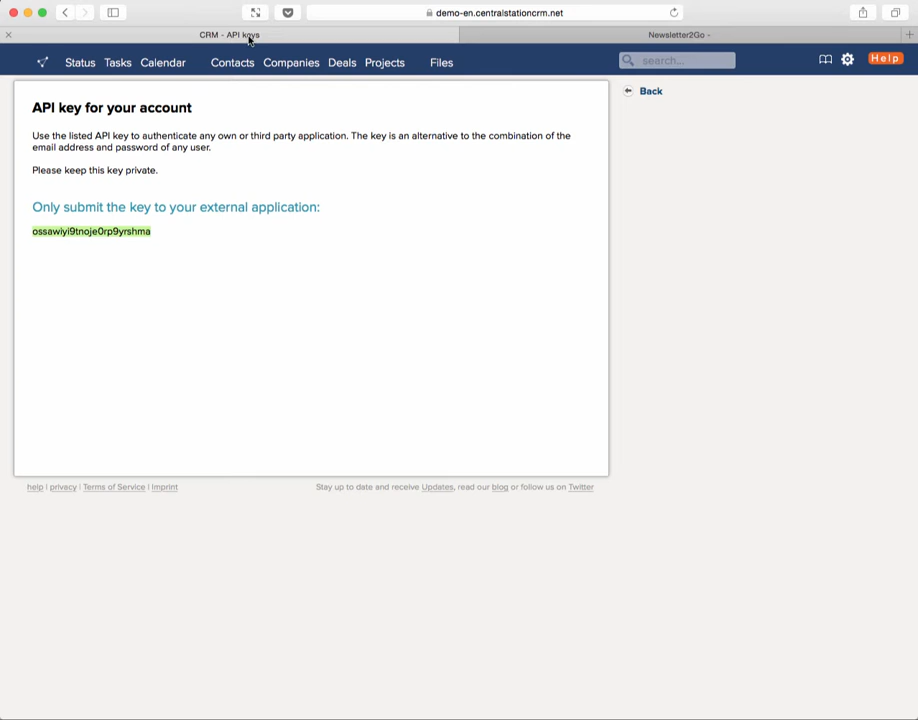 demo-en.centralstationcrm.net
CRM - API keys
Newsletter2Go -
Status Tasks Calendar Contacts Companies Deals Projects Files search... Help
API key for your account
Back
Use the listed API key to authenticate any own or third party application. The key is an alternative to the combination of the
email address and password of any user.
Please keep this key private.
Only submit the key to your external application:
ossawiyi9tnoje0rp9yrshma
help | privacy | Terms of Service | Imprint
Stay up to date and receive Updates, read our blog or follow us on Twitter